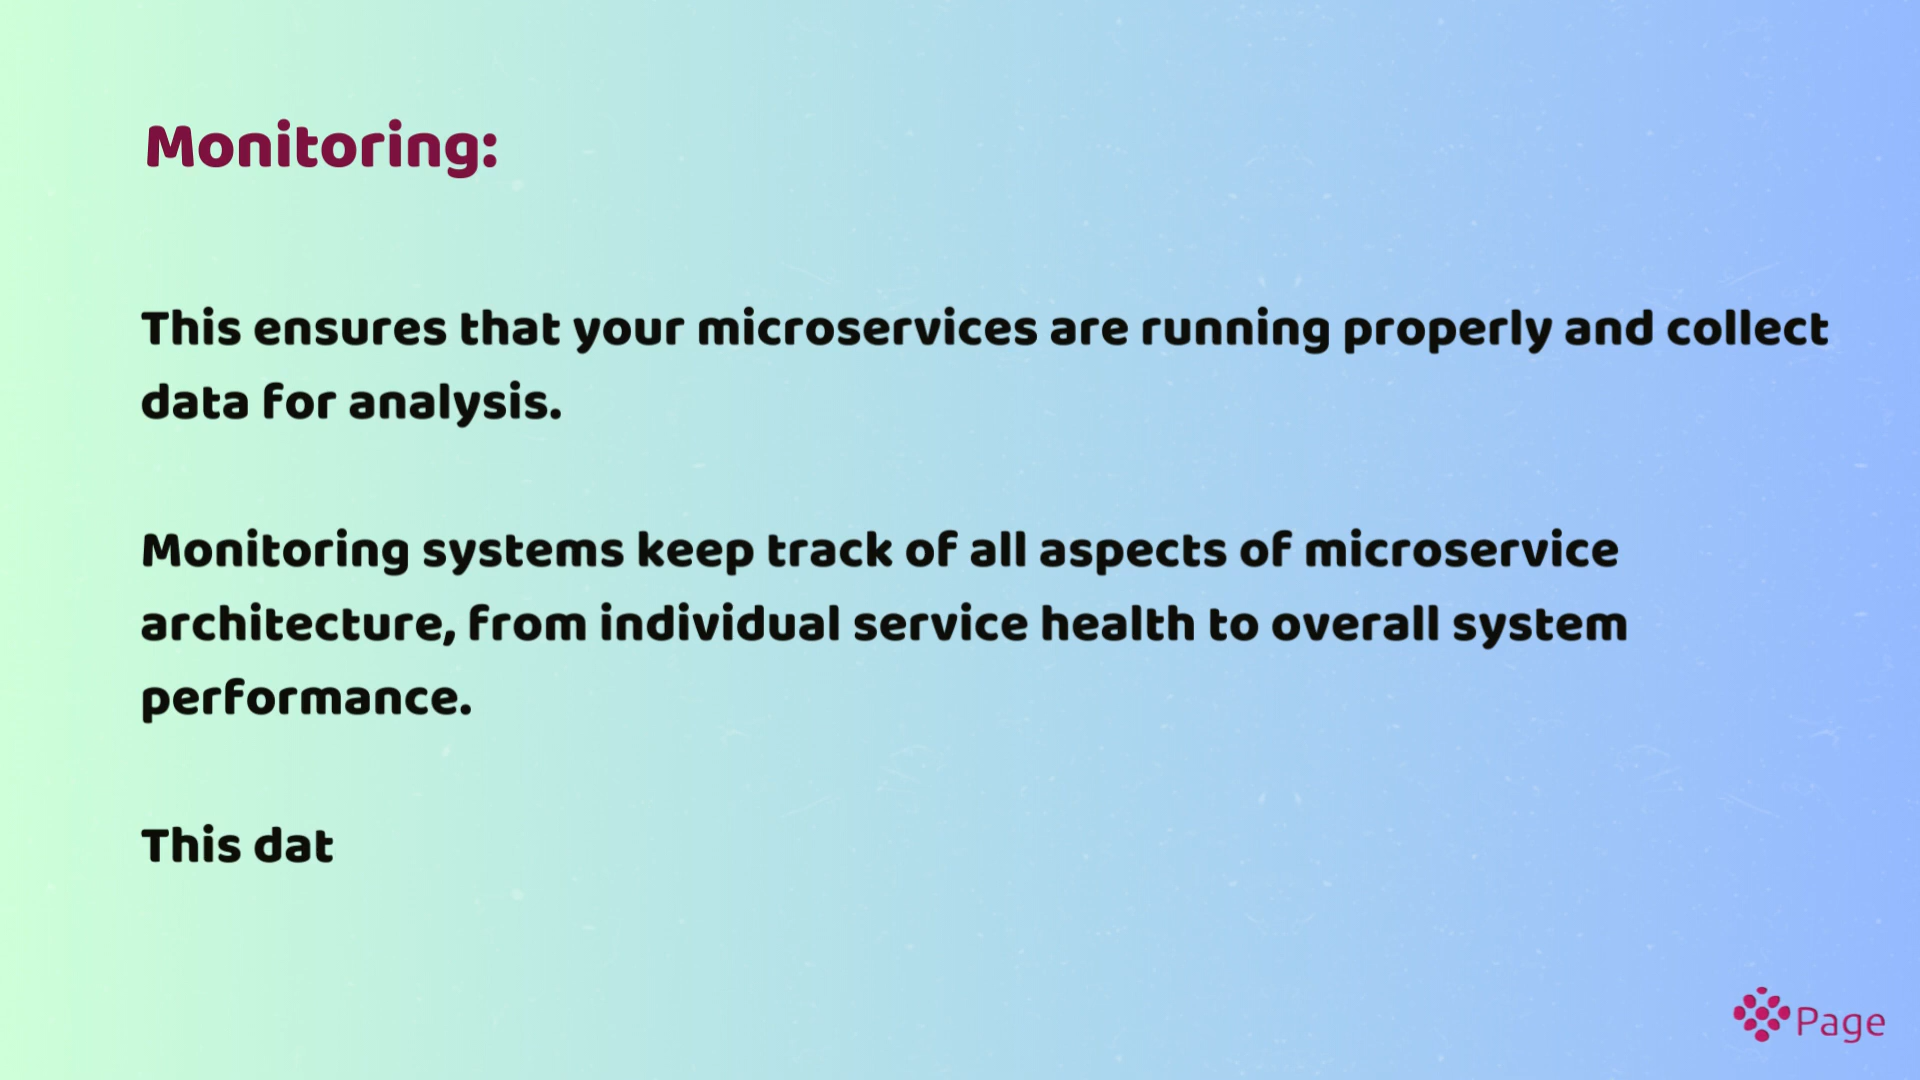 Monitoring:
This ensures that your microservices are running properly and collect
data for analysis.
Monitoring systems keep track of all aspects of microservice
architecture, from individual service health to overall system
performance.
This dat
Page